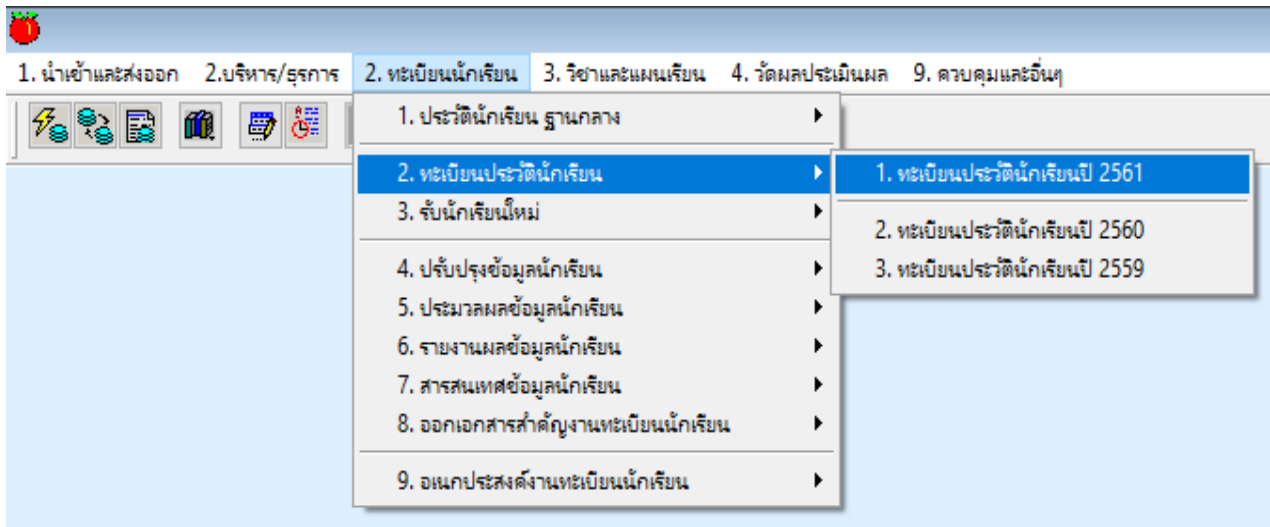 1. นำเข้าและส่งออก 2.บริหาร/ธุรการ 2. ทะเบียนนักเรียน 3. วิชาและแผนเรียน 4. วัดผลประเมินผล 9. ควบคุมและอื่นๆ
1. ประวัตินักเรียน ฐานกลาง
2. ทะเบียนประวัตินักเรียน
3. รับนักเรียนใหม่
4. ปรับปรุงข้อมูลนักเรียน
5. ประมวลผลข้อมูลนักเรียน
6. รายงานผลข้อมูลนักเรียน
7. สารสนเทศข้อมูลนักเรียน
8. ออกเอกสารสำคัญงานทะเบียนนักเรียน
9. อเนกประสงค์งานทะเบียนนักเรียน
1. ทะเบียนประวัตินักเรียนปี 2561
2. ทะเบียนประวัตินักเรียนปี 2560
3. ทะเบียนประวัตินักเรียนปี 2559